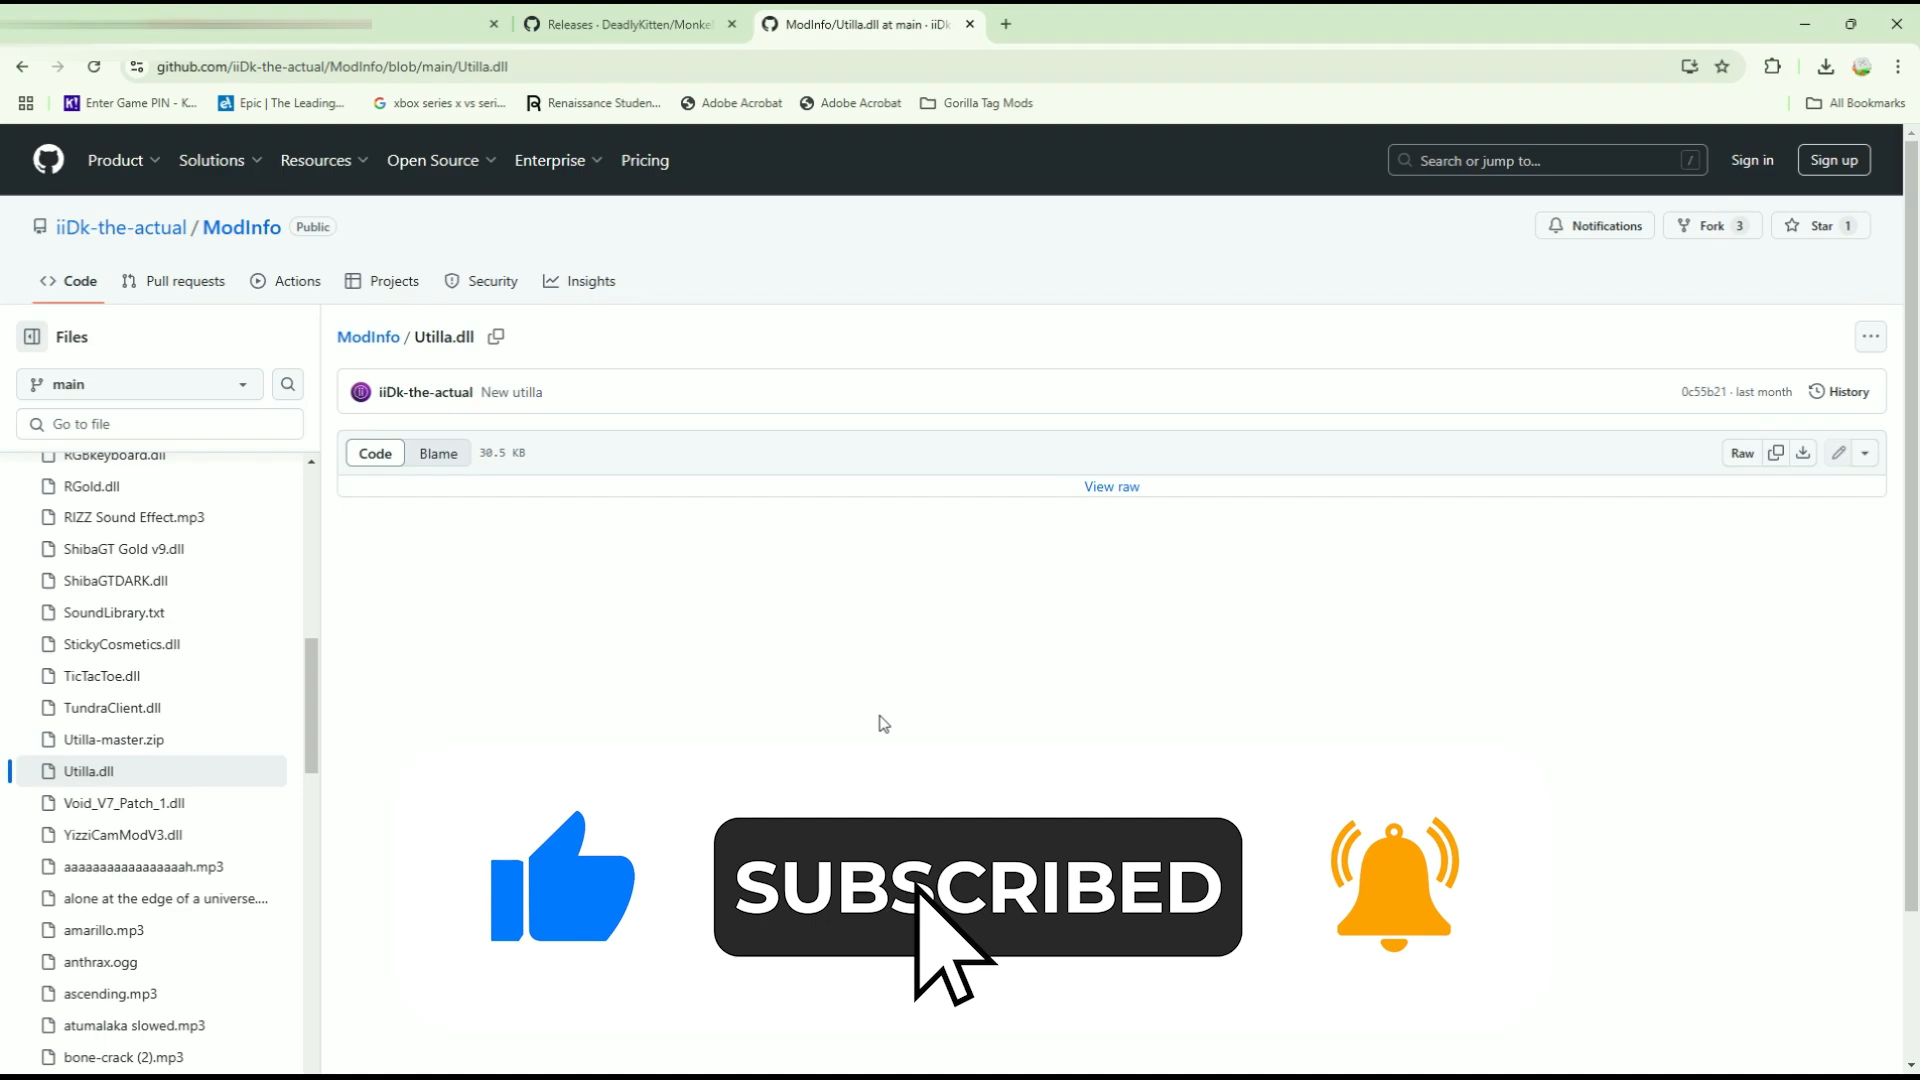 Releases · DeadlyKitten/Monke
ModInfo/Utilla.dll at main · iiDk
github.com/iiDk-the-actual/ModInfo/blob/main/Utilla.dll
K! Enter Game PIN - K...
Epic | The Leading...
xbox series x vs seri...
Renaissance Studen...
Adobe Acrobat
Adobe Acrobat
Gorilla Tag Mods
All Bookmarks
Product
Solutions
Resources
Open Source
Enterprise
Pricing
Search or jump to...
/
Sign in
Sign up
iiDk-the-actual / ModInfo
Public
Notifications
Fork 3
Star 1
Code
Pull requests
Actions
Projects
Security
Insights
Files
ModInfo / Utilla.dll
main
iiDk-the-actual New utilla
0c55b21 · last month
History
Go to file
Code
Blame
30.5 KB
Raw
RGBkeyboard.dll
View raw
RGold.dll
RIZZ Sound Effect.mp3
ShibaGT Gold v9.dll
ShibaGTDARK.dll
SoundLibrary.txt
StickyCosmetics.dll
TicTacToe.dll
TundraClient.dll
Utilla-master.zip
Utilla.dll
Void_V7_Patch_1.dll
YizziCamModV3.dll
aaaaaaaaaaaaaaaaah.mp3
alone at the edge of a universe....
amarillo.mp3
anthrax.ogg
ascending.mp3
atumalaka slowed.mp3
bone-crack (2).mp3
SUBSCRIBED